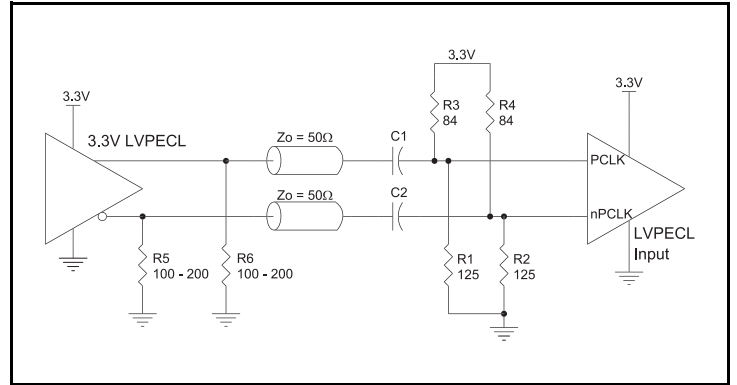 3.3V
3.3V LVPECL
Zo = 50Ω
Zo = 50Ω
C1
C2
3.3V
R3
84
R4
84
3.3V
PCLK
nPCLK
LVPECL
Input
R5
100 - 200
R6
100 - 200
R1
125
R2
125